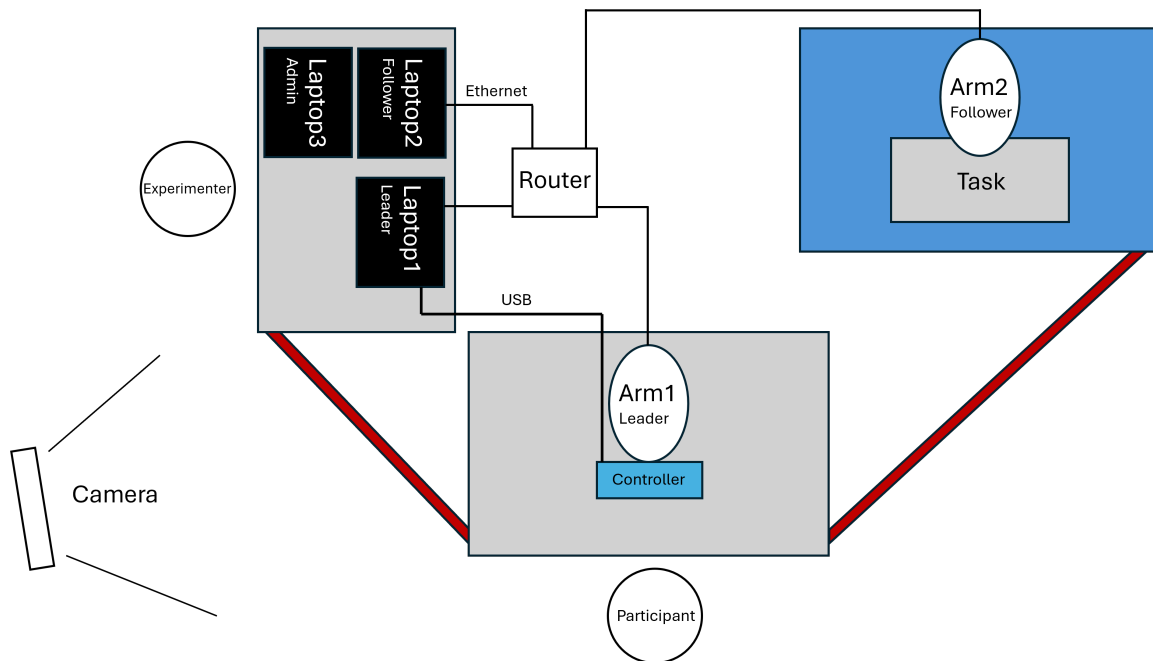 Laptop3
Admin
Laptop2
Follower
Ethernet
Arm2
Follower
Experimenter
Router
Task
Laptop1
Leader
USB
Arm1
Leader
Controller
Camera
Participant